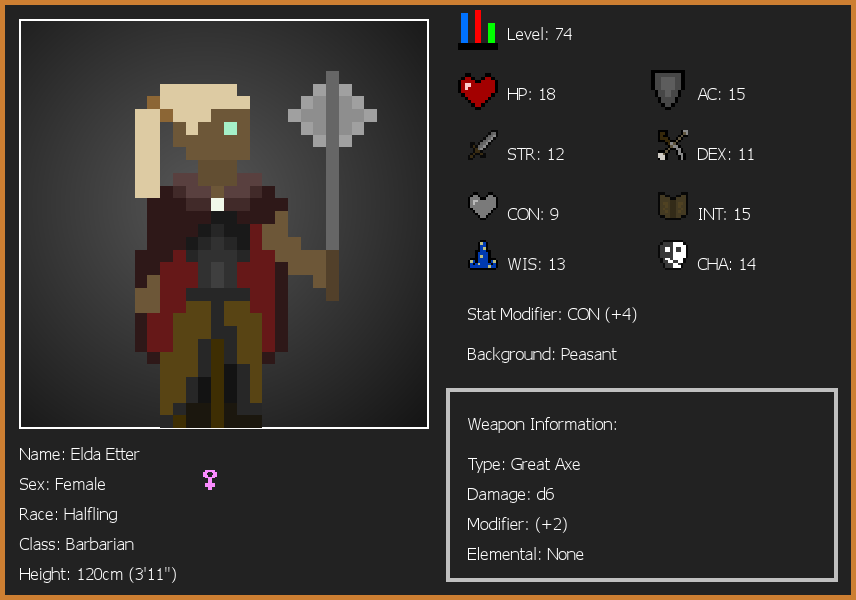 Level: 74
HP: 18
AC: 15
STR: 12
DEX: 11
CON: 9
INT: 15
WIS: 13
CHA: 14
Stat Modifier: CON (+4)
Background: Peasant
Weapon Information:
Type: Great Axe
Damage: d6
Modifier: (+2)
Elemental: None
Name: Elda Etter
Sex: Female
Race: Halfling
Class: Barbarian
Height: 120cm (3'11")